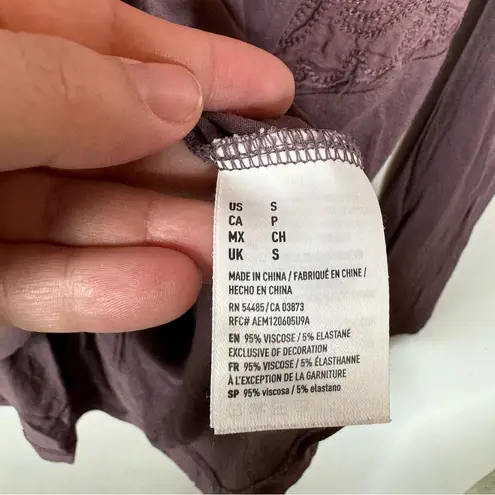 US S
CA P
MX CH
UK S
MADE IN CHINA / FABRIQUÉ EN CHINE /
HECHO EN CHINA
RN 54485/CA 03873
RFC# AEM120605U9A
EN 95% VISCOSE / 5% ELASTANE
EXCLUSIVE OF DECORATION
FR 95% VISCOSE / 5% ÉLASTHANNE
À L'EXCEPTION DE LA GARNITURE
SP 95% viscosa / 5% elastano